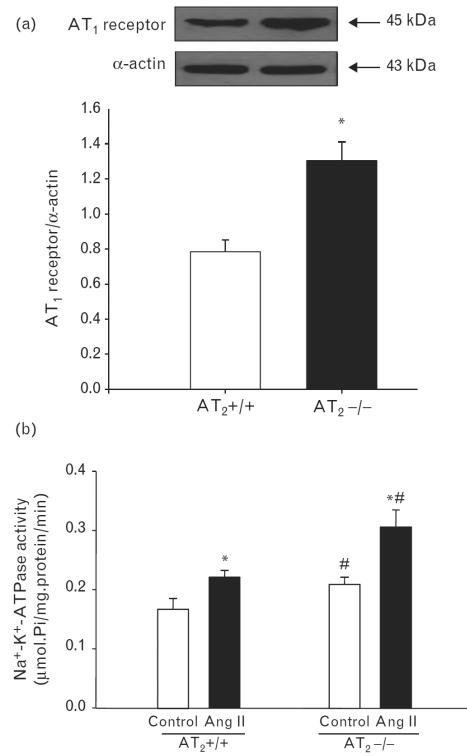 (a)
AT₁ receptor
45 kDa
α-actin
43 kDa
AT₁ receptor/α-actin
1.6
1.4
1.2
1.0
0.8
0.6
0.4
0.2
0.0
*
AT₂+/+
AT₂−/−
(b)
Na⁺-K⁺-ATPase activity
(μmol.Pi/mg.protein/min)
0.4
0.3
0.2
0.1
0.0
*
#
*#
Control Ang II
Control Ang II
AT₂+/+
AT₂−/−